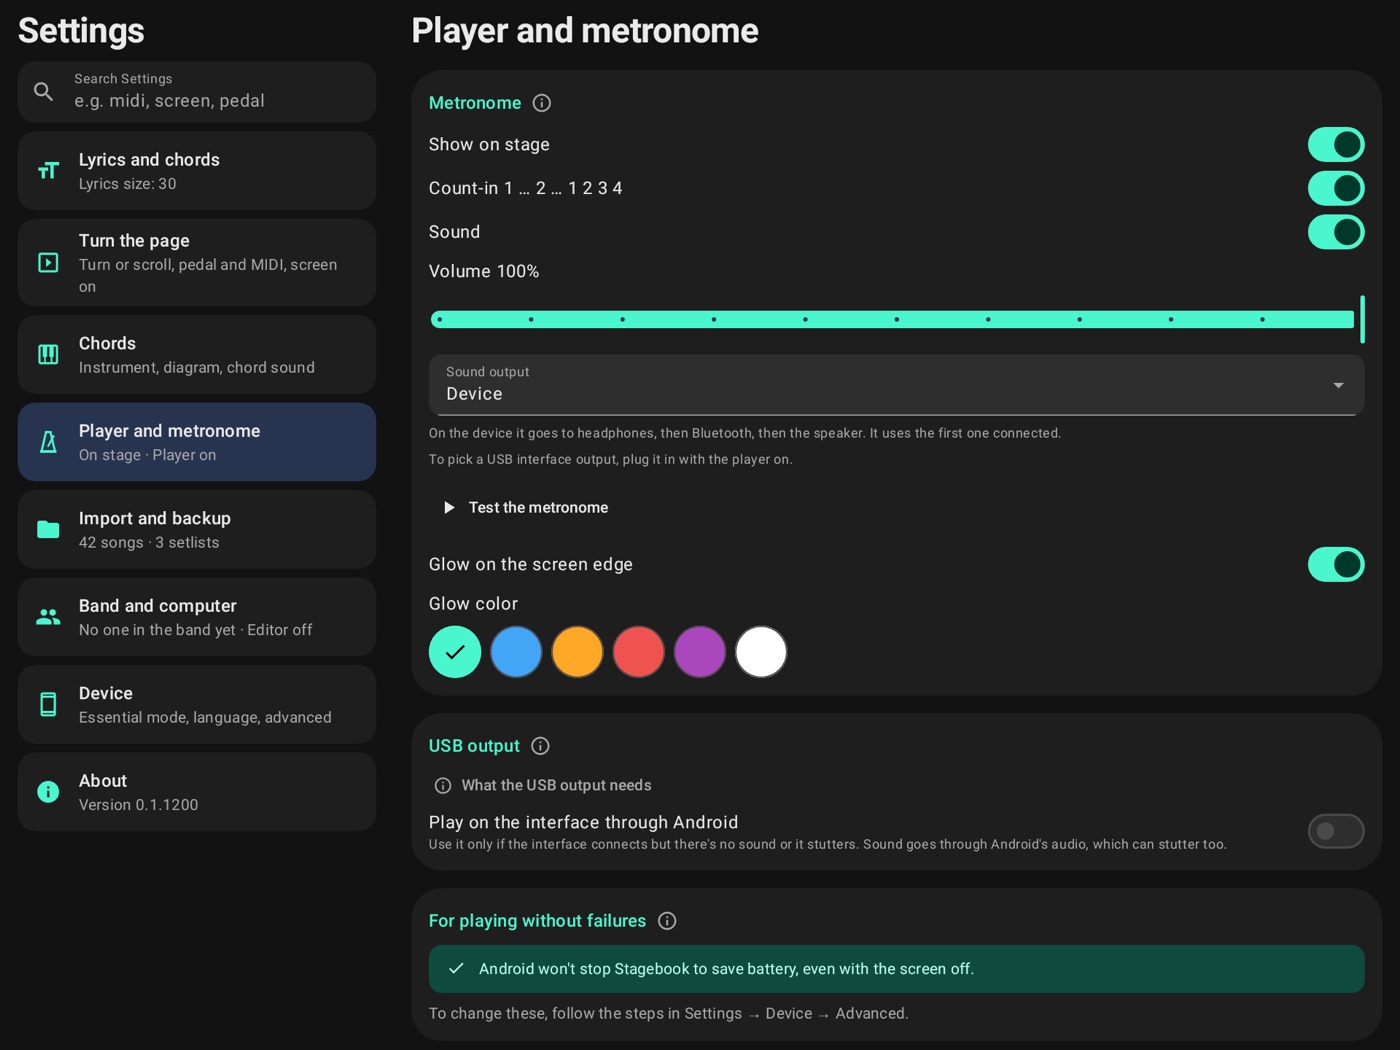 Settings
Search Settings
e.g. midi, screen, pedal
Lyrics and chords
Lyrics size: 30
Turn the page
Turn or scroll, pedal and MIDI, screen
on
Chords
Instrument, diagram, chord sound
Player and metronome
On stage · Player on
Import and backup
42 songs · 3 setlists
Band and computer
No one in the band yet · Editor off
Device
Essential mode, language, advanced
About
Version 0.1.1200
Player and metronome
Metronome
Show on stage
Count-in 1 … 2 … 1 2 3 4
Sound
Volume 100%
Sound output
Device
On the device it goes to headphones, then Bluetooth, then the speaker. It uses the first one connected.
To pick a USB interface output, plug it in with the player on.
Test the metronome
Glow on the screen edge
Glow color
USB output
What the USB output needs
Play on the interface through Android
Use it only if the interface connects but there's no sound or it stutters. Sound goes through Android's audio, which can stutter too.
For playing without failures
Android won't stop Stagebook to save battery, even with the screen off.
To change these, follow the steps in Settings → Device → Advanced.